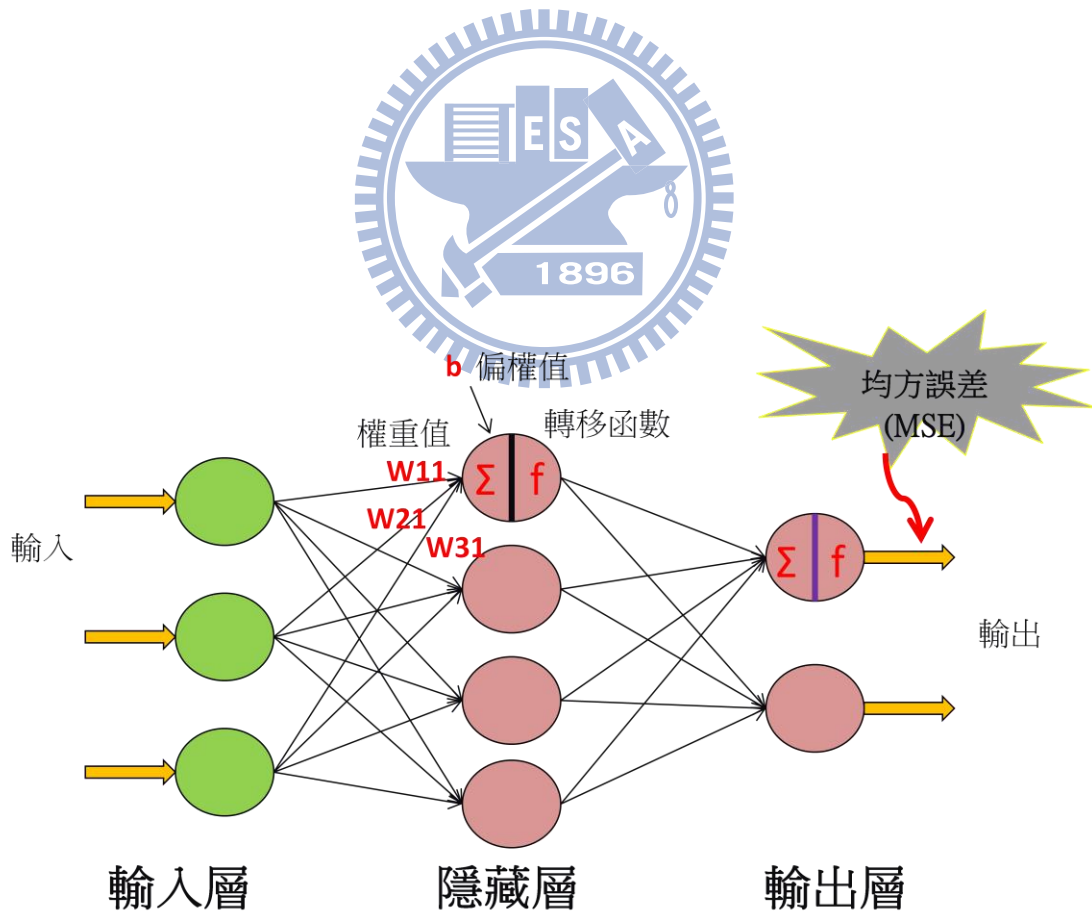 E S A
1896
b 偏權值
權重值
轉移函數
均方誤差
(MSE)
W11
Σ f
W21
W31
輸入
Σ f
輸出
輸入層
隱藏層
輸出層